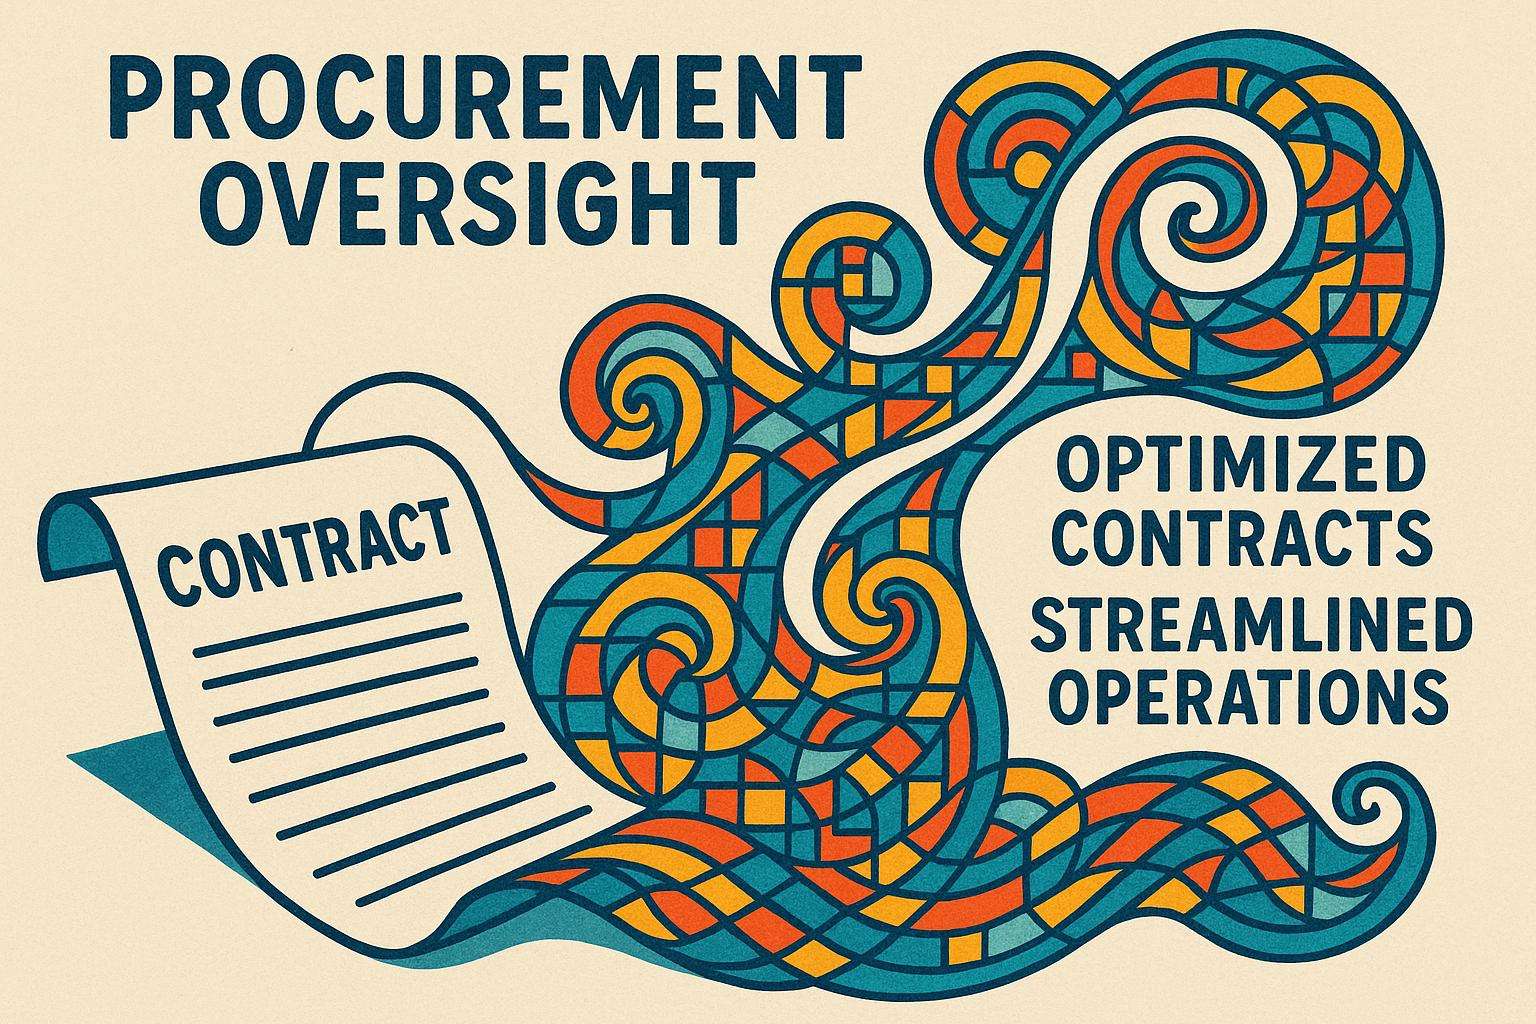 PROCUREMENT
OVERSIGHT
CONTRACT
OPTIMIZED
CONTRACTS
STREAMLINED
OPERATIONS